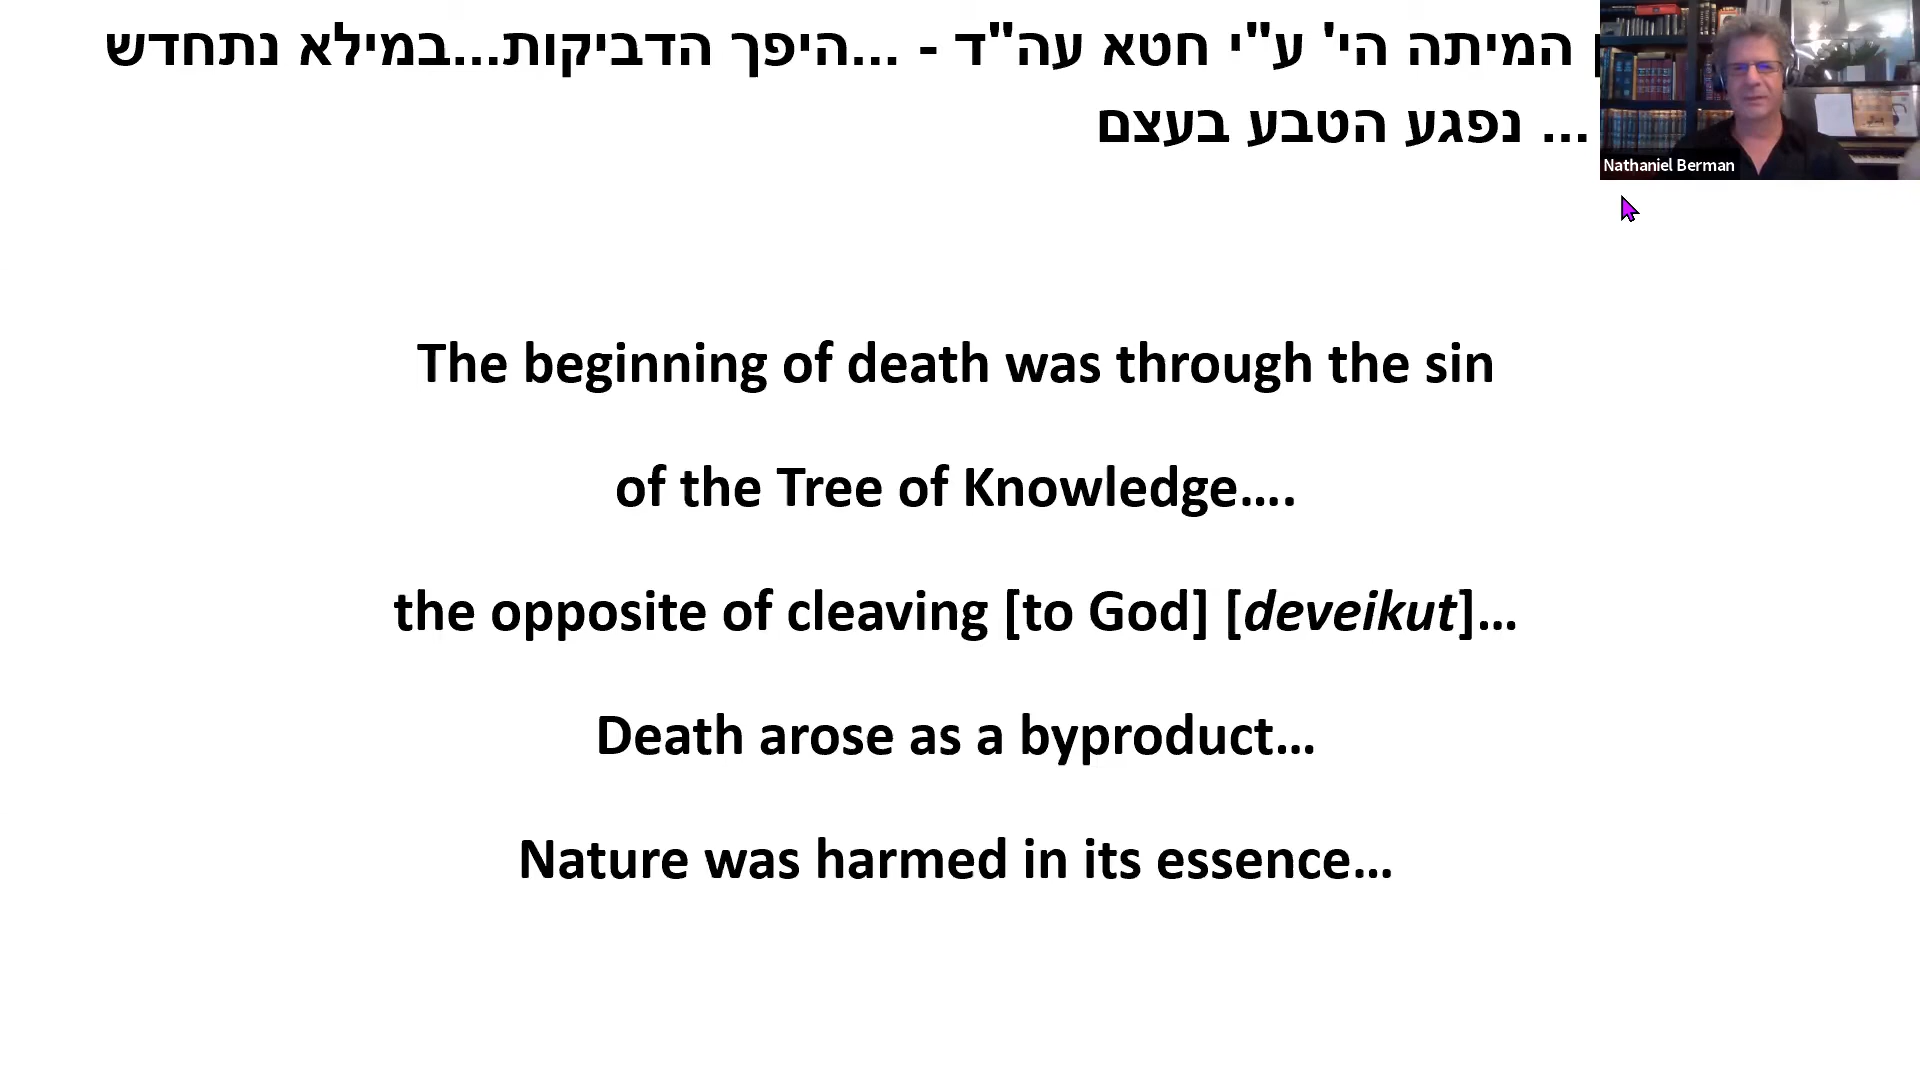 המיתה הי' ע"י חטא עה"ד - ...היפך הדביקות...במילא נתחדש
... נפגע הטבע בעצם
Nathaniel Berman
The beginning of death was through the sin
of the Tree of Knowledge….
the opposite of cleaving [to God] [deveikut]…
Death arose as a byproduct…
Nature was harmed in its essence…